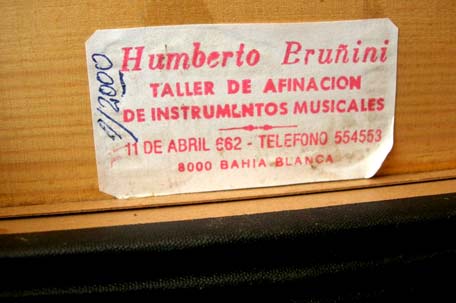 Humberto Bruñini
TALLER DE AFINACION
DE INSTRUMENTOS MUSICALES
11 DE ABRIL 662 - TELEFONO 554553
8000 BAHIA BLANCA
9/2000